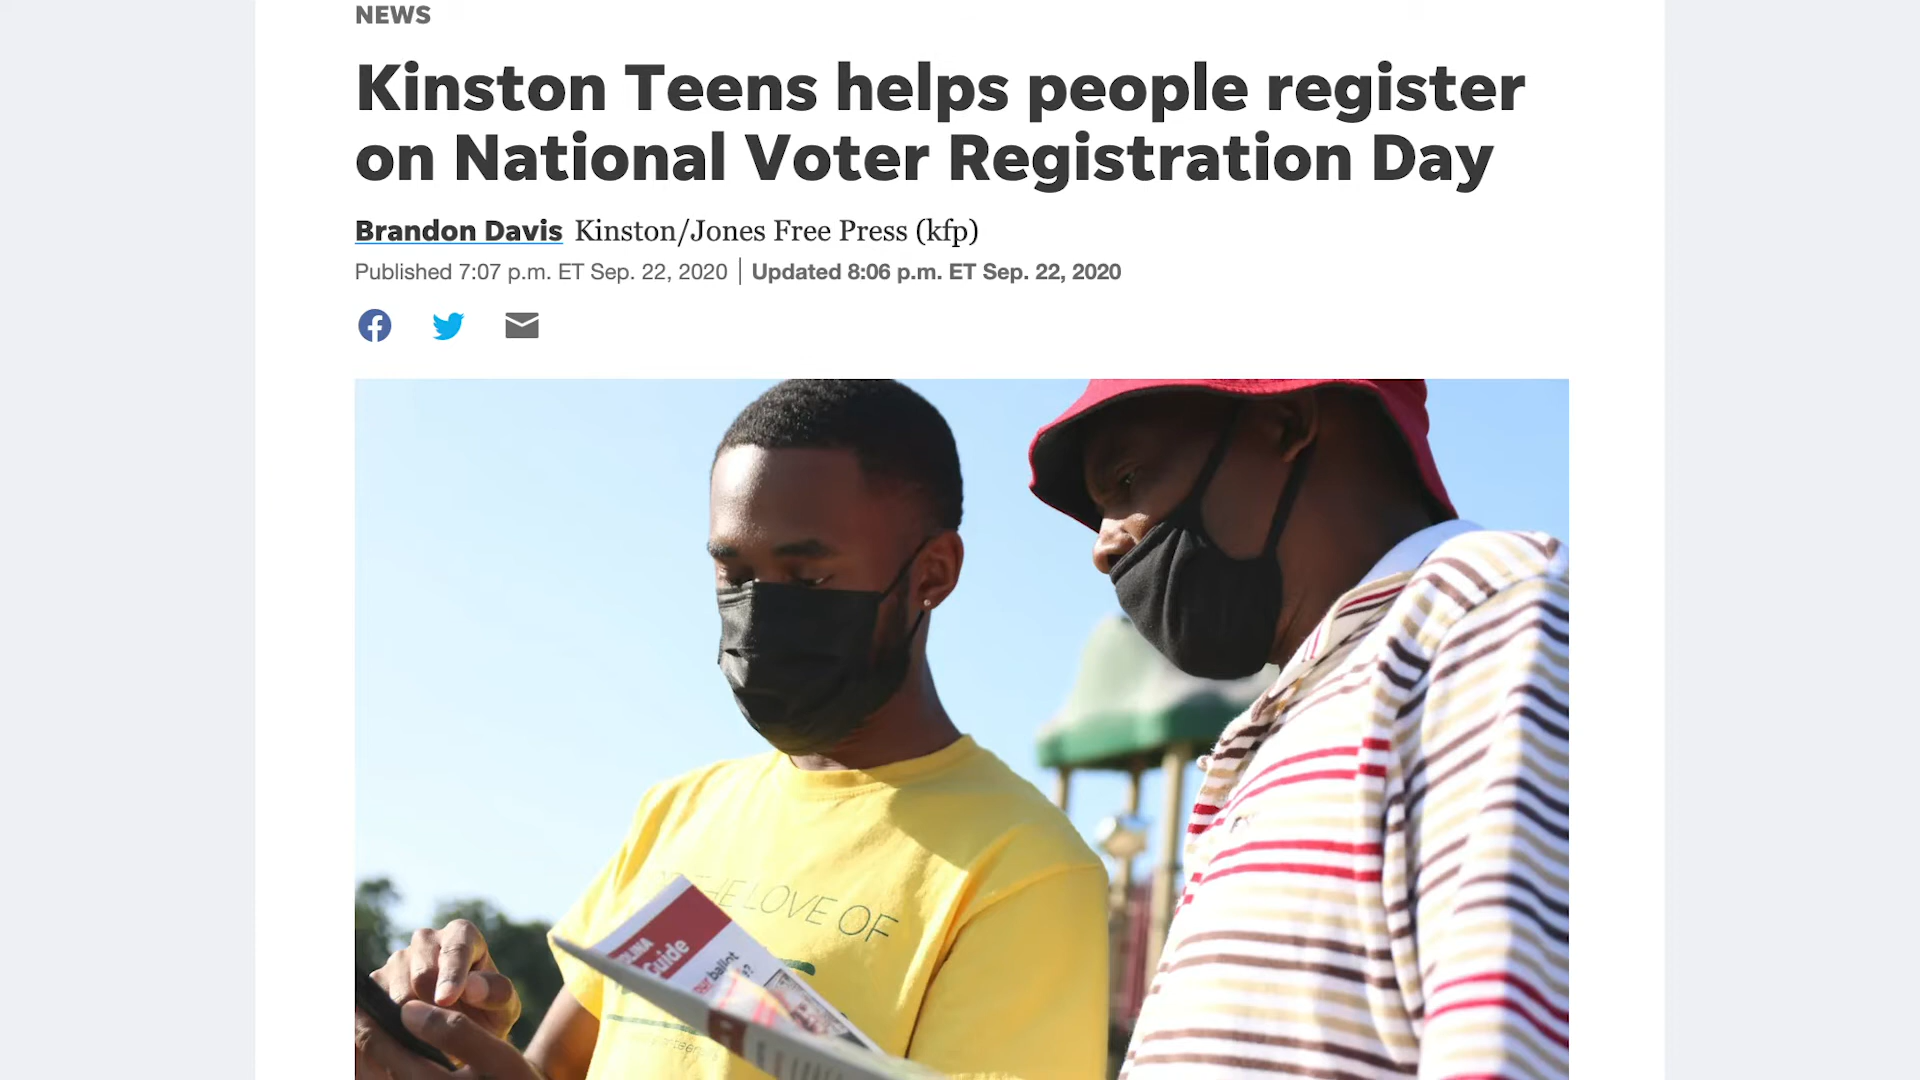 NEWS
Kinston Teens helps people register
on National Voter Registration Day
Brandon Davis Kinston/Jones Free Press (kfp)
Published 7:07 p.m. ET Sep. 22, 2020 | Updated 8:06 p.m. ET Sep. 22, 2020
THE LOVE OF
Guide
ballot